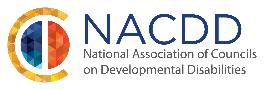 NACDD
National Association of Councils
on Developmental Disabilities